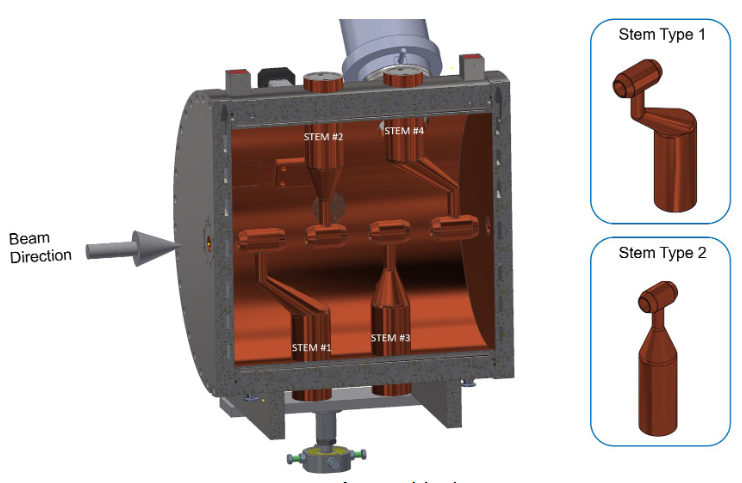 Stem Type 1
STEM #2
STEM #4
Beam
Direction
Stem Type 2
STEM #1
STEM #3